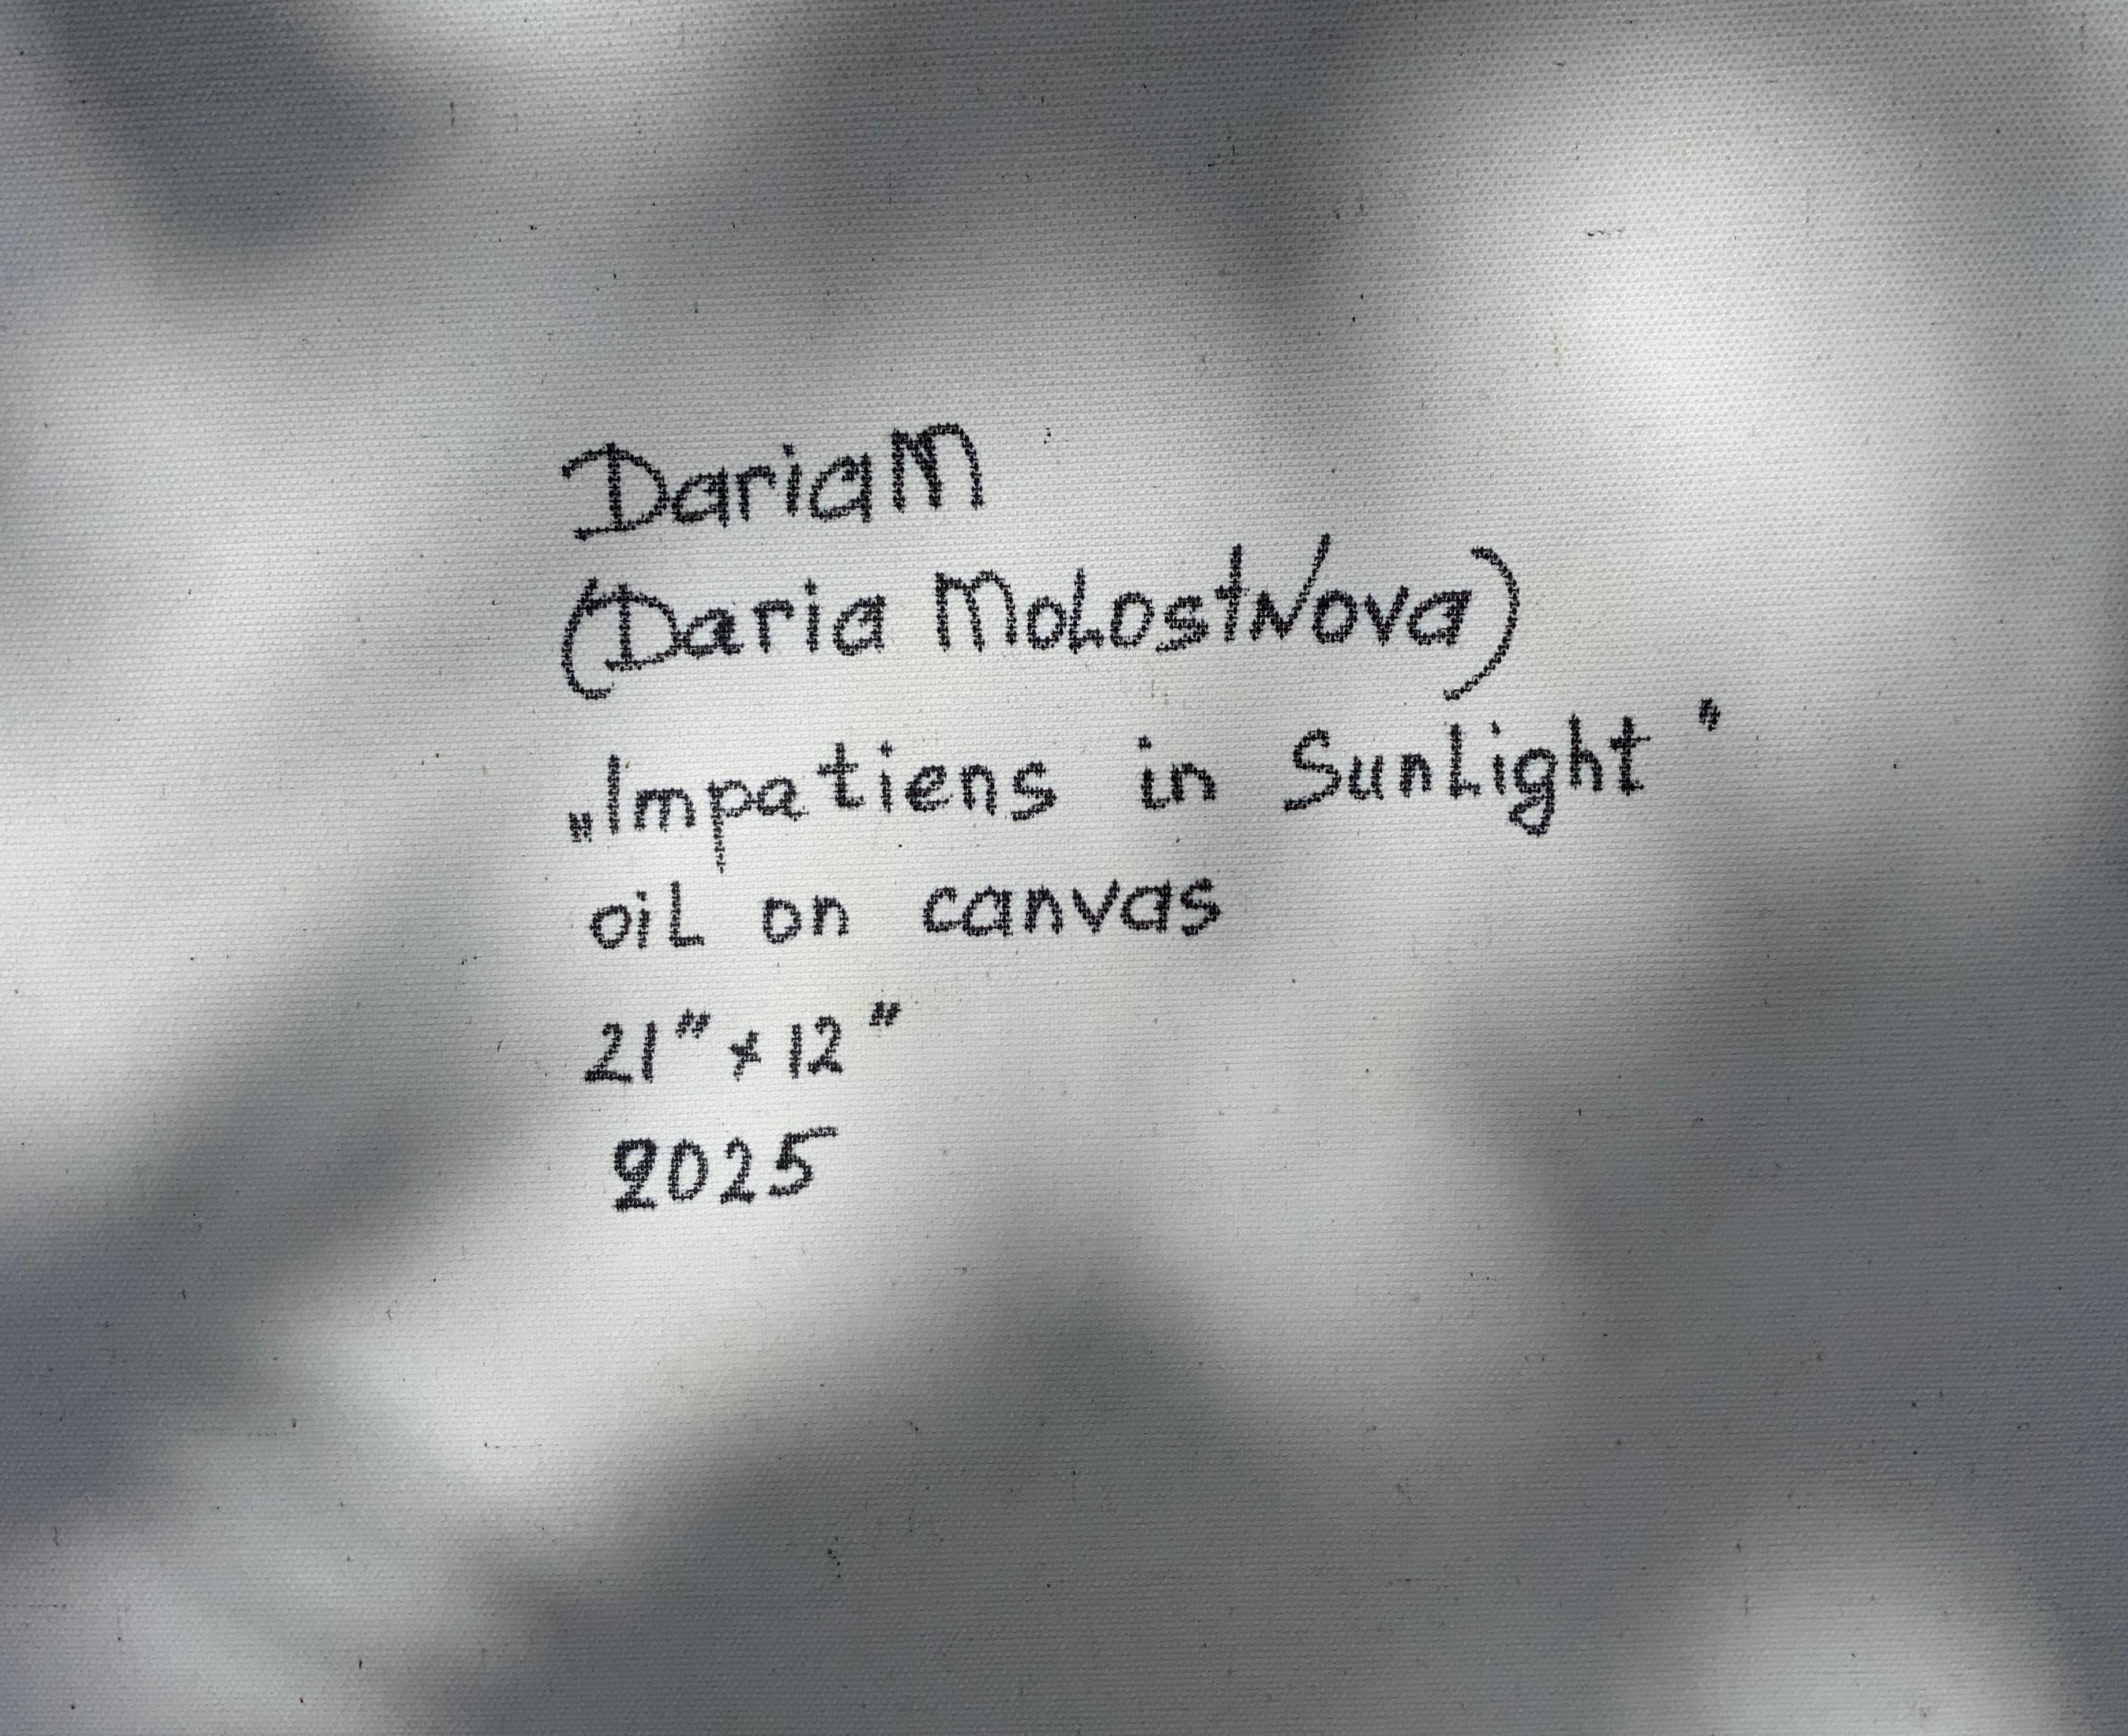 DariaM
(Daria Molostnova)
„Impatiens in Sunlight"
oil on canvas
21" x 12"
2025